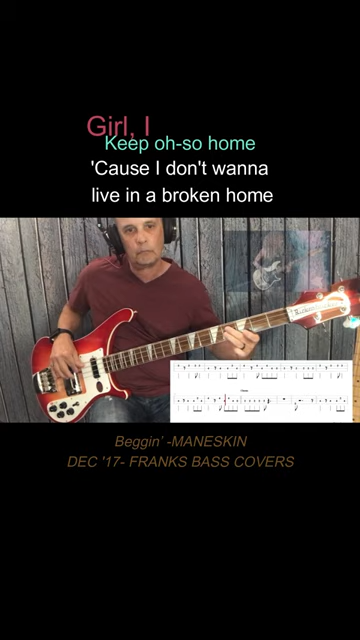 Girl, I
Keep oh-so home
'Cause I don't wanna
live in a broken home
Rickenbacker
Beggin' -MANESKIN
DEC '17- FRANKS BASS COVERS